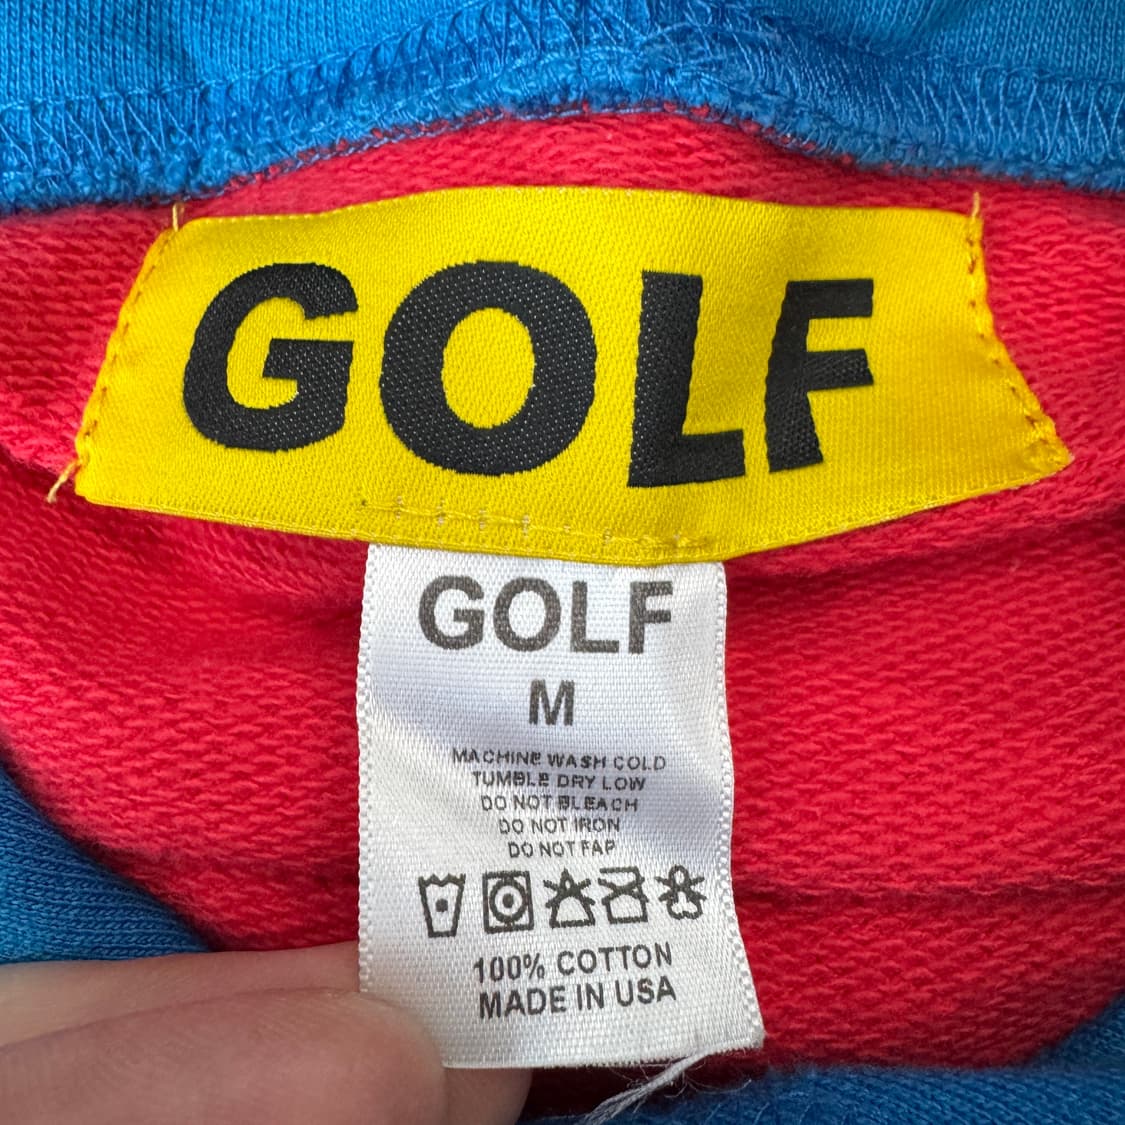 GOLF
GOLF
M
MACHINE WASH COLD
TUMBLE DRY LOW
DO NOT BLEACH
DO NOT IRON
DO NOT FAP
100% COTTON
MADE IN USA